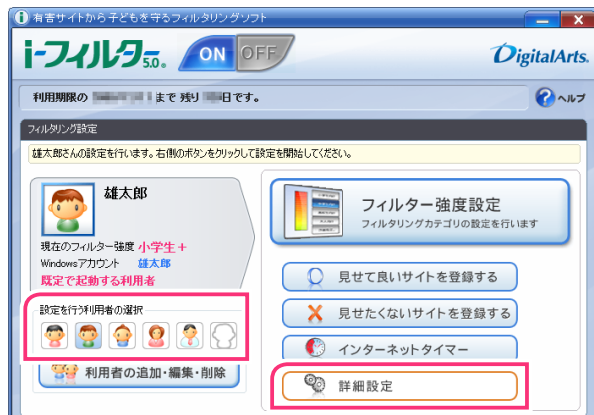 有害サイトから子どもを守るフィルタリングソフト
i-フィルター5.0.
ON OFF
DigitalArts.
利用期限の まで 残り 日です。
ヘルプ
フィルタリング設定
雄太郎さんの設定を行います。右側のボタンをクリックして設定を開始してください。
雄太郎
現在のフィルター強度 小学生+
Windowsアカウント 雄太郎
既定で起動する利用者
設定を行う利用者の選択
利用者の追加・編集・削除
フィルター強度設定
フィルタリングカテゴリの設定を行います
見せて良いサイトを登録する
見せたくないサイトを登録する
インターネットタイマー
詳細設定